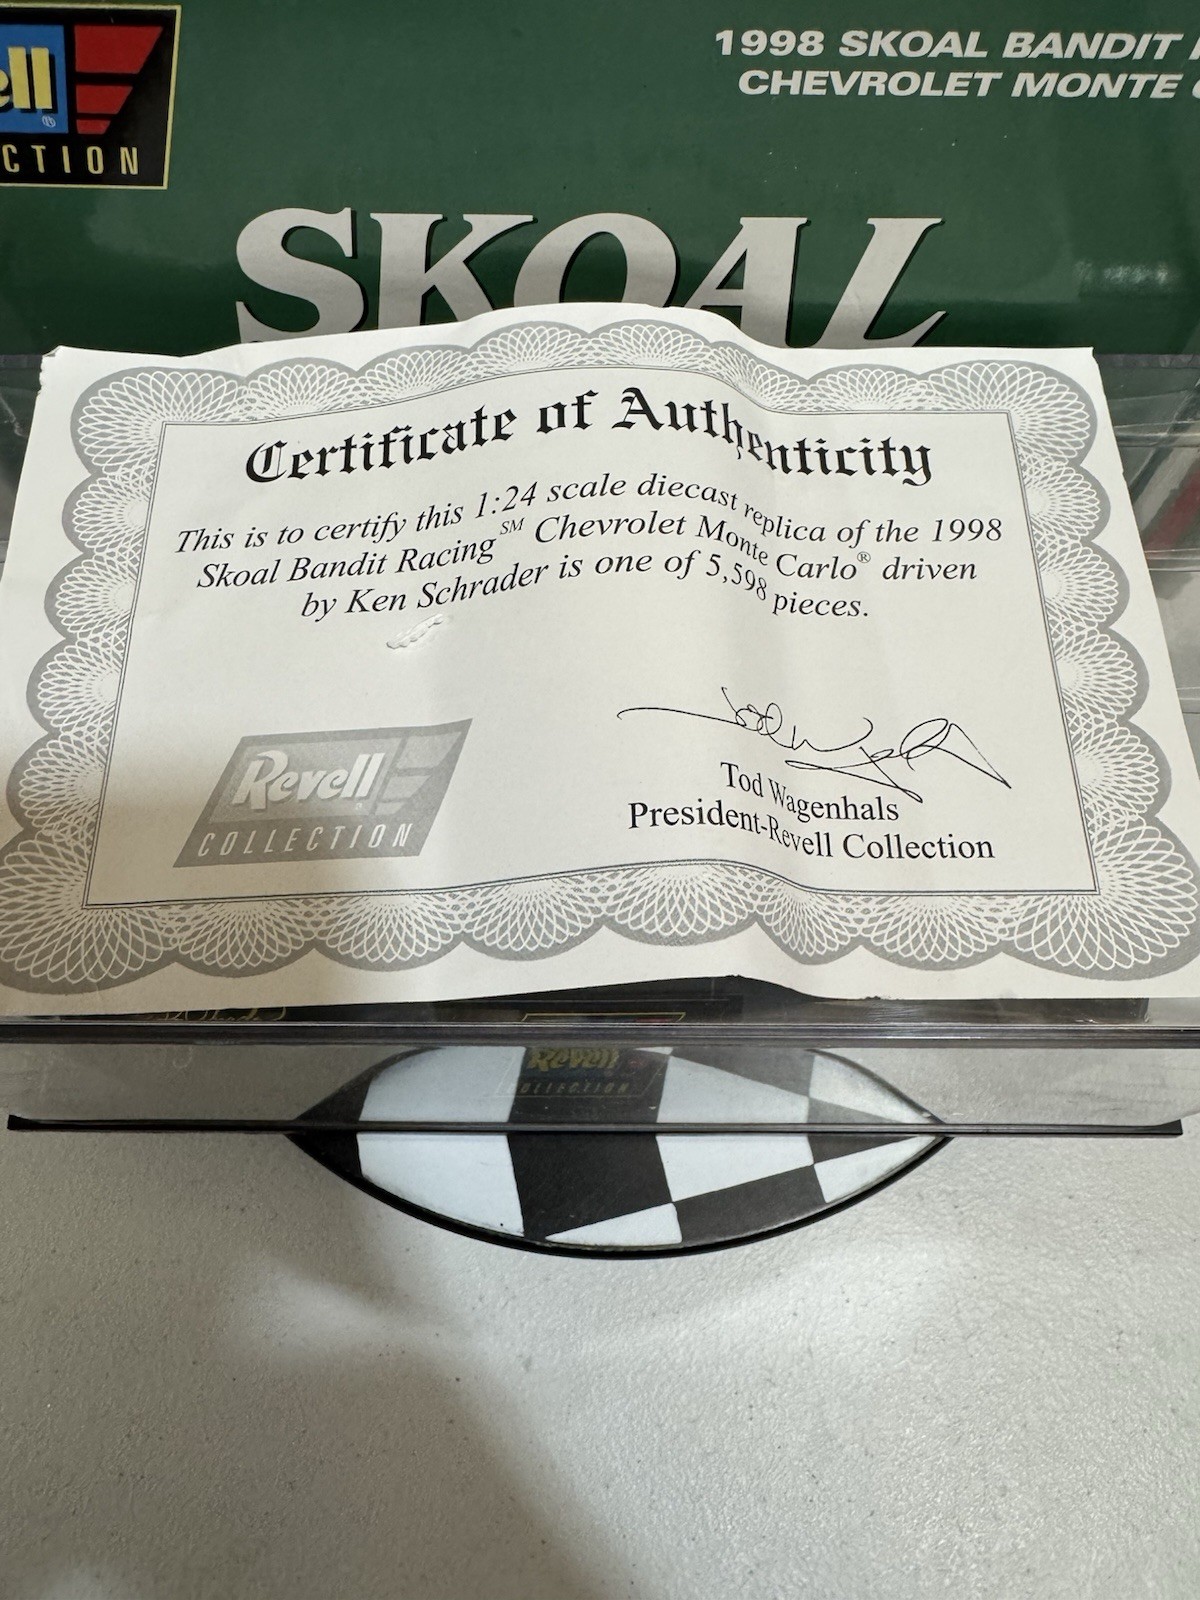 ell
®
CTION
1998 SKOAL BANDIT
CHEVROLET MONTE
SKOAL
Certificate of Authenticity
This is to certify this 1:24 scale diecast replica of the 1998
Skoal Bandit Racing℠ Chevrolet Monte Carlo® driven
by Ken Schrader is one of 5,598 pieces.
Revell
COLLECTION
Tod Wagenhals
President-Revell Collection
Revell
COLLECTION